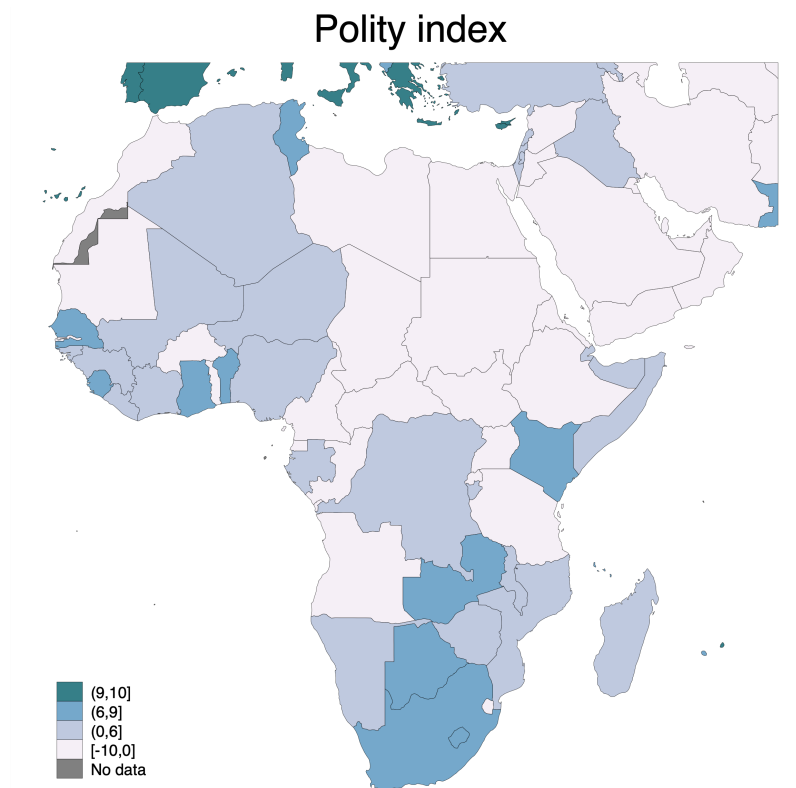 Polity index
(9,10]
(6,9]
(0,6]
[-10,0]
No data